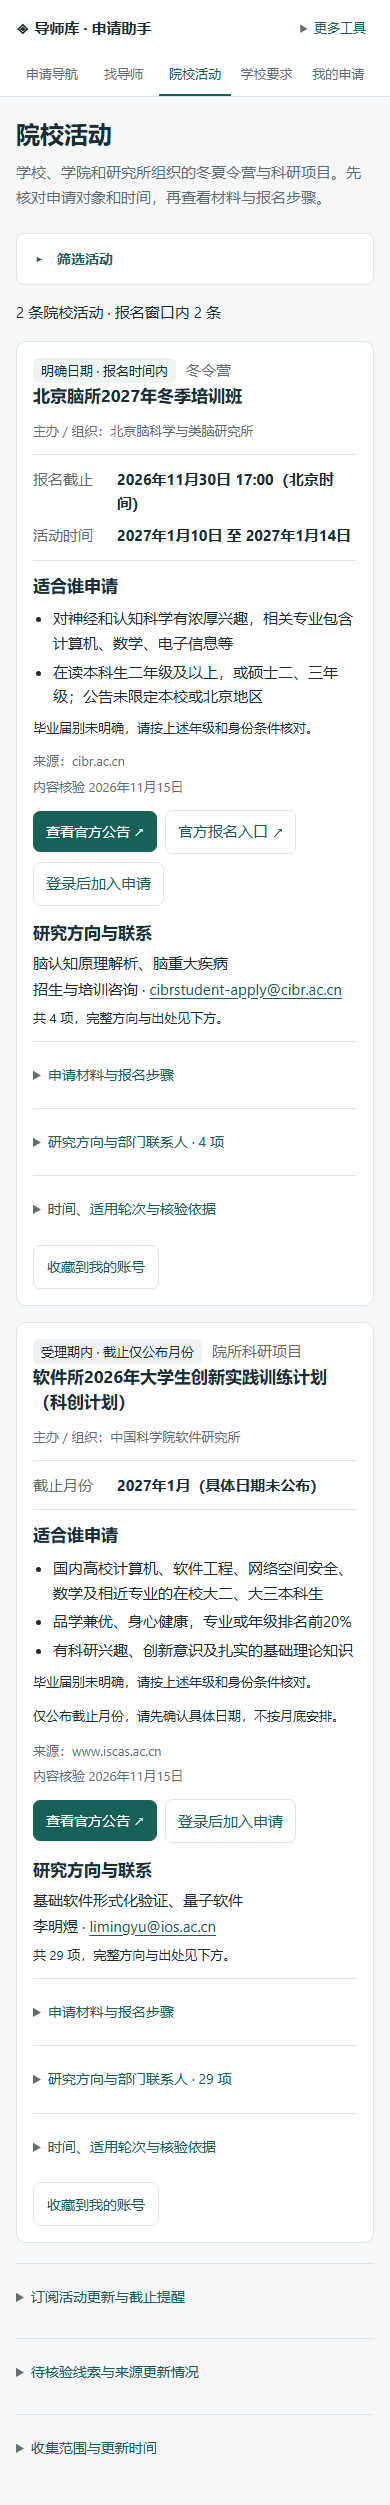 ◈ 导师库 · 申请助手
▶ 更多工具
申请导航 找导师 院校活动 学校要求 我的申请
院校活动
学校、学院和研究所组织的冬夏令营与科研项目。先
核对申请对象和时间，再查看材料与报名步骤。
▸ 筛选活动
2 条院校活动 · 报名窗口内 2 条
明确日期 · 报名时间内 冬令营
北京脑所2027年冬季培训班
主办 / 组织：北京脑科学与类脑研究所
报名截止 2026年11月30日 17:00（北京时
间）
活动时间 2027年1月10日 至 2027年1月14日
适合谁申请
• 对神经和认知科学有浓厚兴趣，相关专业包含
计算机、数学、电子信息等
• 在读本科生二年级及以上，或硕士二、三年
级；公告未限定本校或北京地区
毕业届别未明确，请按上述年级和身份条件核对。
来源：cibr.ac.cn
内容核验 2026年11月15日
查看官方公告 ↗ 官方报名入口 ↗
登录后加入申请
研究方向与联系
脑认知原理解析、脑重大疾病
招生与培训咨询 · cibrstudent-apply@cibr.ac.cn
共 4 项，完整方向与出处见下方。
▶ 申请材料与报名步骤
▶ 研究方向与部门联系人 · 4 项
▶ 时间、适用轮次与核验依据
收藏到我的账号
受理期内 · 截止仅公布月份 院所科研项目
软件所2026年大学生创新实践训练计划
（科创计划）
主办 / 组织：中国科学院软件研究所
截止月份 2027年1月（具体日期未公布）
适合谁申请
• 国内高校计算机、软件工程、网络空间安全、
数学及相近专业的在校大二、大三本科生
• 品学兼优、身心健康，专业或年级排名前20%
• 有科研兴趣、创新意识及扎实的基础理论知识
毕业届别未明确，请按上述年级和身份条件核对。
仅公布截止月份，请先确认具体日期，不按月底安排。
来源：www.iscas.ac.cn
内容核验 2026年11月15日
查看官方公告 ↗ 登录后加入申请
研究方向与联系
基础软件形式化验证、量子软件
李明煜 · limingyu@ios.ac.cn
共 29 项，完整方向与出处见下方。
▶ 申请材料与报名步骤
▶ 研究方向与部门联系人 · 29 项
▶ 时间、适用轮次与核验依据
收藏到我的账号
▶ 订阅活动更新与截止提醒
▶ 待核验线索与来源更新情况
▶ 收集范围与更新时间